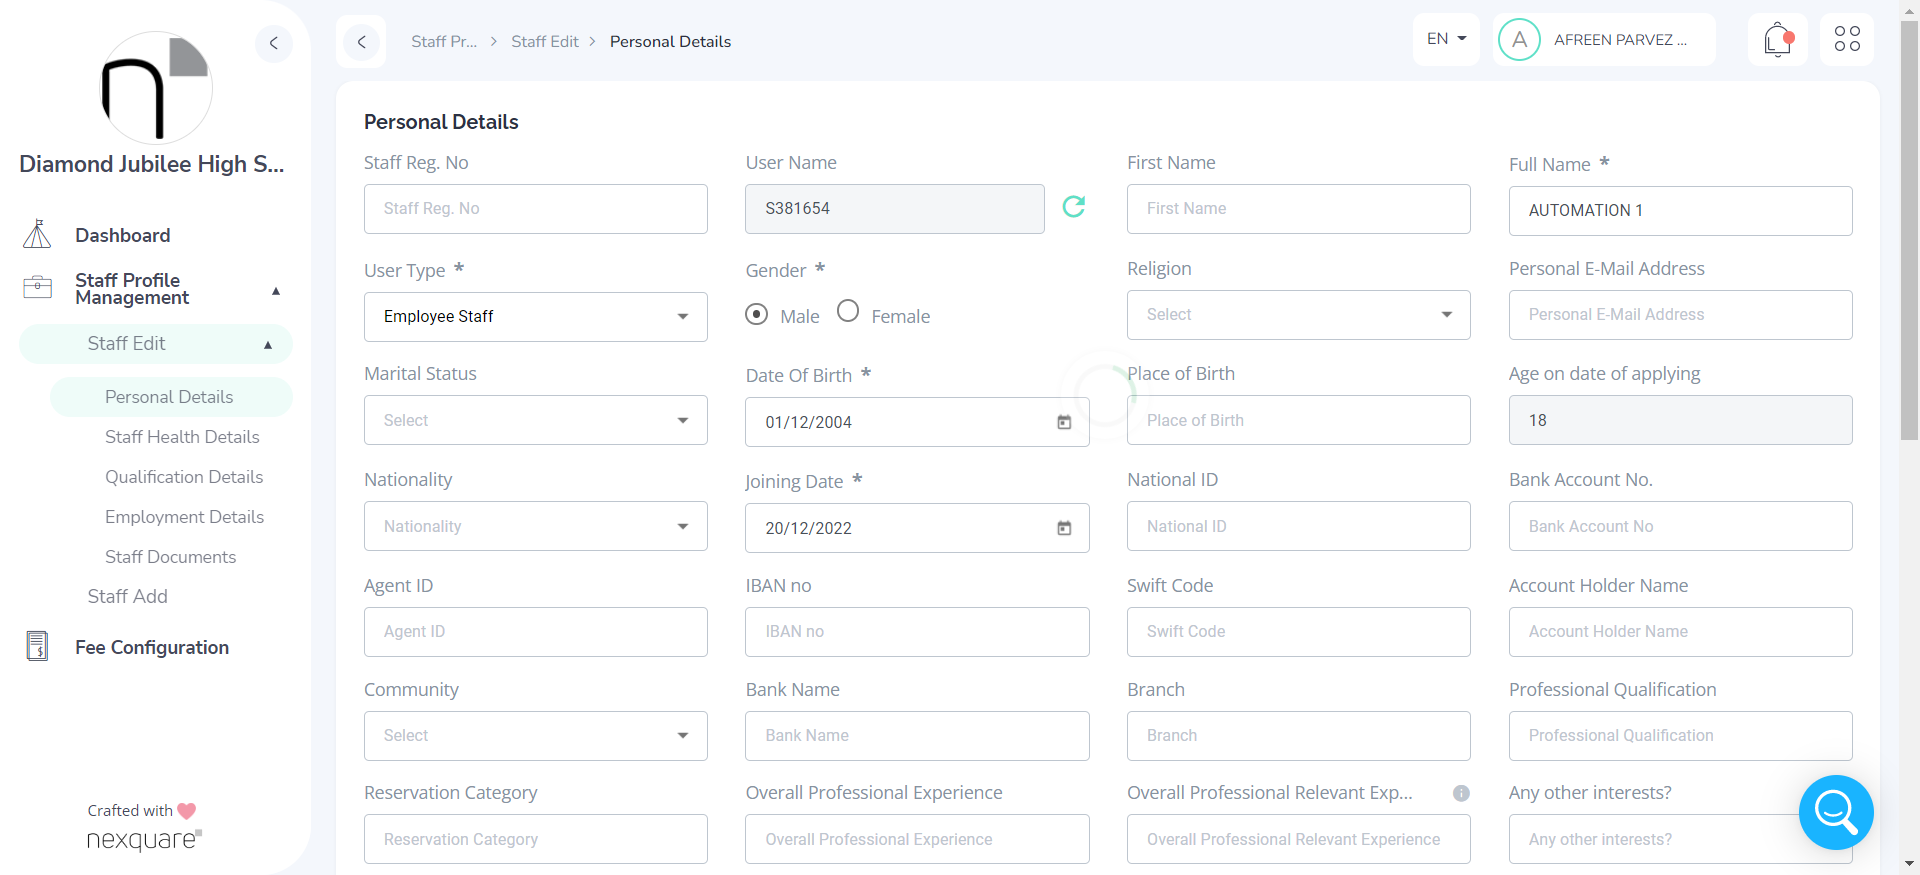 Diamond Jubilee High S...
Dashboard
Staff Profile
Management
Staff Edit
Personal Details
Staff Health Details
Qualification Details
Employment Details
Staff Documents
Staff Add
Fee Configuration
Crafted with
nexquare
Staff Pr... > Staff Edit > Personal Details
EN
A
AFREEN PARVEZ ...
Personal Details
Staff Reg. No
User Name
First Name
Full Name *
Staff Reg. No
S381654
First Name
AUTOMATION 1
User Type *
Gender *
Religion
Personal E-Mail Address
Employee Staff
Male
Female
Select
Personal E-Mail Address
Marital Status
Date Of Birth *
Place of Birth
Age on date of applying
Select
01/12/2004
Place of Birth
18
Nationality
Joining Date *
National ID
Bank Account No.
Nationality
20/12/2022
National ID
Bank Account No
Agent ID
IBAN no
Swift Code
Account Holder Name
Agent ID
IBAN no
Swift Code
Account Holder Name
Community
Bank Name
Branch
Professional Qualification
Select
Bank Name
Branch
Professional Qualification
Reservation Category
Overall Professional Experience
Overall Professional Relevant Exp...
Any other interests?
Reservation Category
Overall Professional Experience
Overall Professional Relevant Experience
Any other interests?